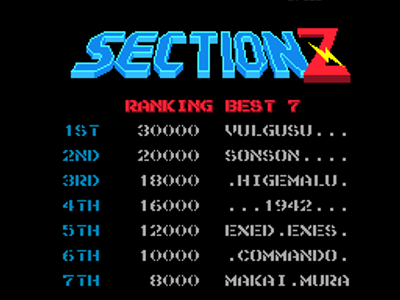 SECTION Z
RANKING BEST 7
1ST 30000 VULGUSU...
2ND 20000 SONSON....
3RD 18000 .HIGEMALU.
4TH 16000 ...1942...
5TH 12000 EXED.EXES.
6TH 10000 .COMMANDO.
7TH 8000 MAKAI.MURA